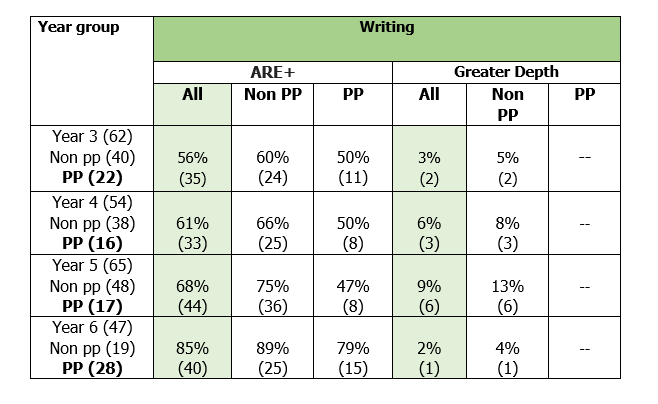 Year group Writing
ARE+ Greater Depth
All Non PP PP All Non PP PP
Year 3 (62)
Non pp (40) 56% 60% 50% 3% 5% --
PP (22) (35) (24) (11) (2) (2)
Year 4 (54)
Non pp (38) 61% 66% 50% 6% 8% --
PP (16) (33) (25) (8) (3) (3)
Year 5 (65)
Non pp (48) 68% 75% 47% 9% 13% --
PP (17) (44) (36) (8) (6) (6)
Year 6 (47)
Non pp (19) 85% 89% 79% 2% 4% --
PP (28) (40) (25) (15) (1) (1)